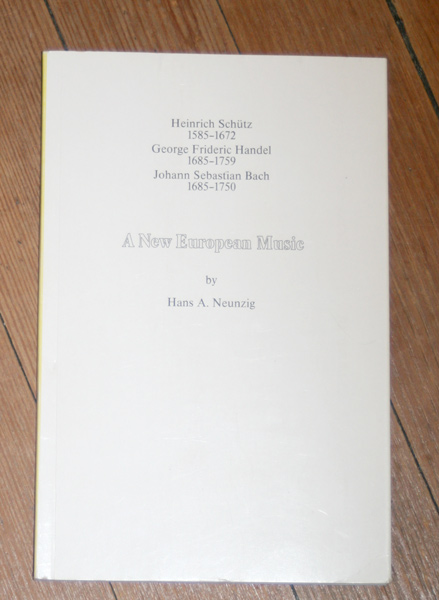 Heinrich Schütz
1585-1672
George Frideric Handel
1685-1759
Johann Sebastian Bach
1685-1750
A New European Music
by
Hans A. Neunzig